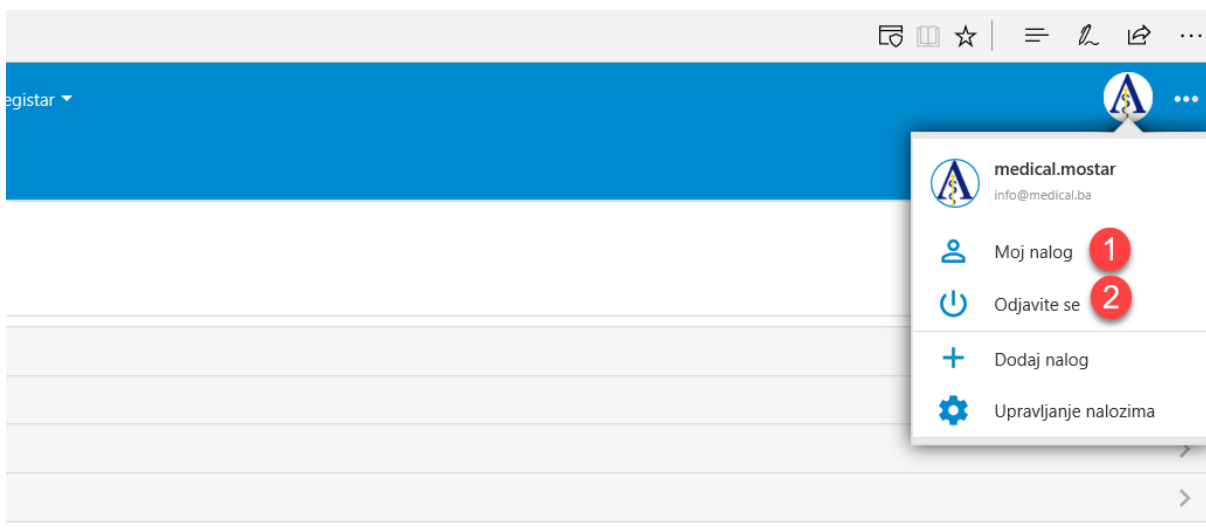 egistar
medical.mostar
info@medical.ba
Moj nalog 1
Odjavite se 2
Dodaj nalog
Upravljanje nalozima